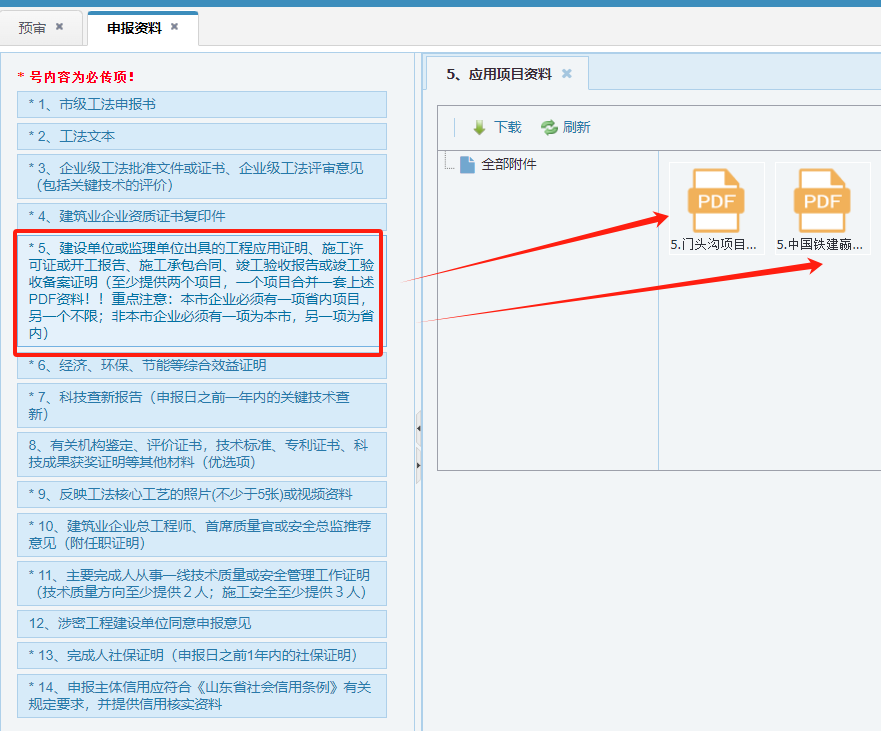 预审
申报资料
* 号内容为必传项！
* 1、市级工法申报书
* 2、工法文本
* 3、企业级工法批准文件或证书、企业级工法评审意见
（包括关键技术的评价）
* 4、建筑业企业资质证书复印件
* 5、建设单位或监理单位出具的工程应用证明、施工许
可证或开工报告、施工承包合同、竣工验收报告或竣工验
收备案证明（至少提供两个项目，一个项目合并一套上述
PDF资料！！重点注意：本市企业必须有一项省内项目，
另一个不限；非本市企业必须有一项为本市，另一项为省
内）
* 6、经济、环保、节能等综合效益证明
* 7、科技查新报告（申报日之前一年内的关键技术查
新）
8、有关机构鉴定、评价证书，技术标准、专利证书、科
技成果获奖证明等其他材料（优选项）
* 9、反映工法核心工艺的照片(不少于5张)或视频资料
* 10、建筑业企业总工程师、首席质量官或安全总监推荐
意见（附任职证明）
* 11、主要完成人从事一线技术质量或安全管理工作证明
（技术质量方向至少提供２人；施工安全至少提供３人）
12、涉密工程建设单位同意申报意见
* 13、完成人社保证明（申报日之前1年内的社保证明）
* 14、申报主体信用应符合《山东省社会信用条例》有关
规定要求，并提供信用核实资料
5、应用项目资料
下载
刷新
全部附件
PDF
PDF
5.门头沟项目...
5.中国铁建巅...